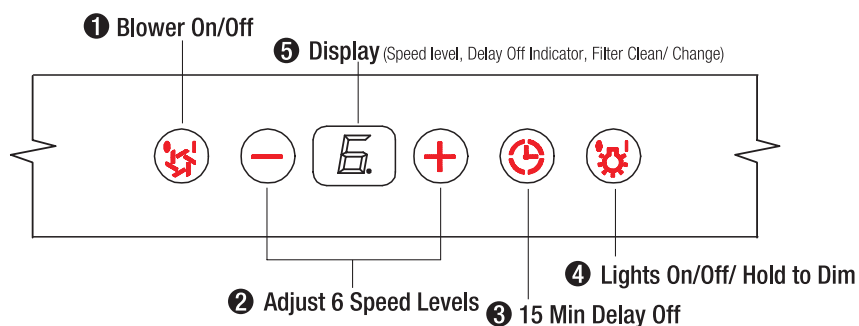 ❶ Blower On/Off
❺ Display (Speed level, Delay Off Indicator, Filter Clean/ Change)
6.
❹ Lights On/Off/ Hold to Dim
❷ Adjust 6 Speed Levels
❸ 15 Min Delay Off